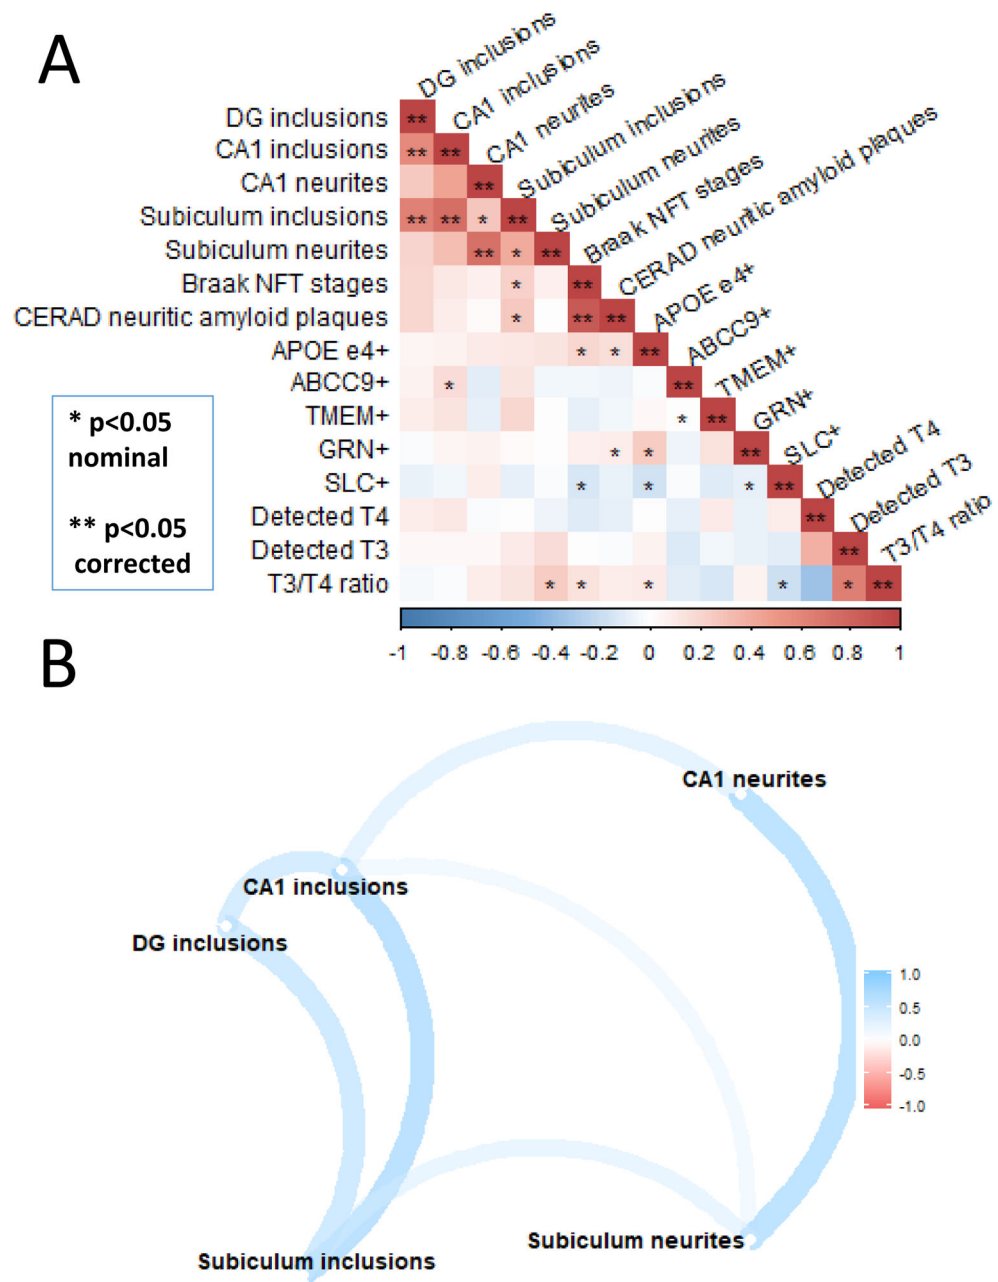 A
DG inclusions
CA1 inclusions
CA1 neurites
Subiculum inclusions
Subiculum neurites
Braak NFT stages
CERAD neuritic amyloid plaques
APOE e4+
ABCC9+
TMEM+
GRN+
SLC+
Detected T4
Detected T3
T3/T4 ratio
DG inclusions **
CA1 inclusions ** **
CA1 neurites **
Subiculum inclusions ** ** * **
Subiculum neurites ** * **
Braak NFT stages * **
CERAD neuritic amyloid plaques * ** **
APOE e4+ * * **
ABCC9+ * **
TMEM+ * **
GRN+ * * **
SLC+ * * * **
Detected T4 **
Detected T3 **
T3/T4 ratio * * * * * **
* p<0.05
nominal
** p<0.05
corrected
-1 -0.8 -0.6 -0.4 -0.2 0 0.2 0.4 0.6 0.8 1
B
CA1 neurites
CA1 inclusions
DG inclusions
1.0
0.5
0.0
-0.5
-1.0
Subiculum neurites
Subiculum inclusions